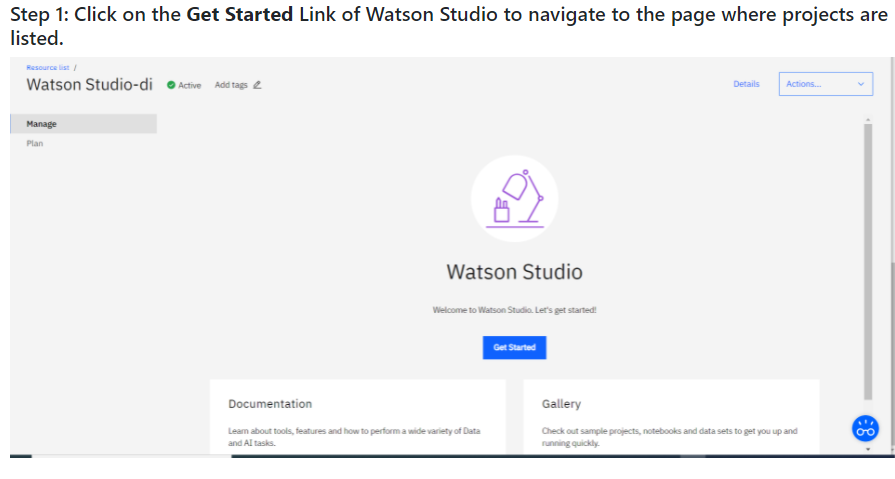 Step 1: Click on the Get Started Link of Watson Studio to navigate to the page where projects are
listed.
Resource list /
Watson Studio-di Active Add tags Details Actions...
Manage
Plan
Watson Studio
Welcome to Watson Studio. Let's get started!
Get Started
Documentation Gallery
Learn about tools, features and how to perform a wide variety of Data Check out sample projects, notebooks and data sets to get you up and
and AI tasks. running quickly.